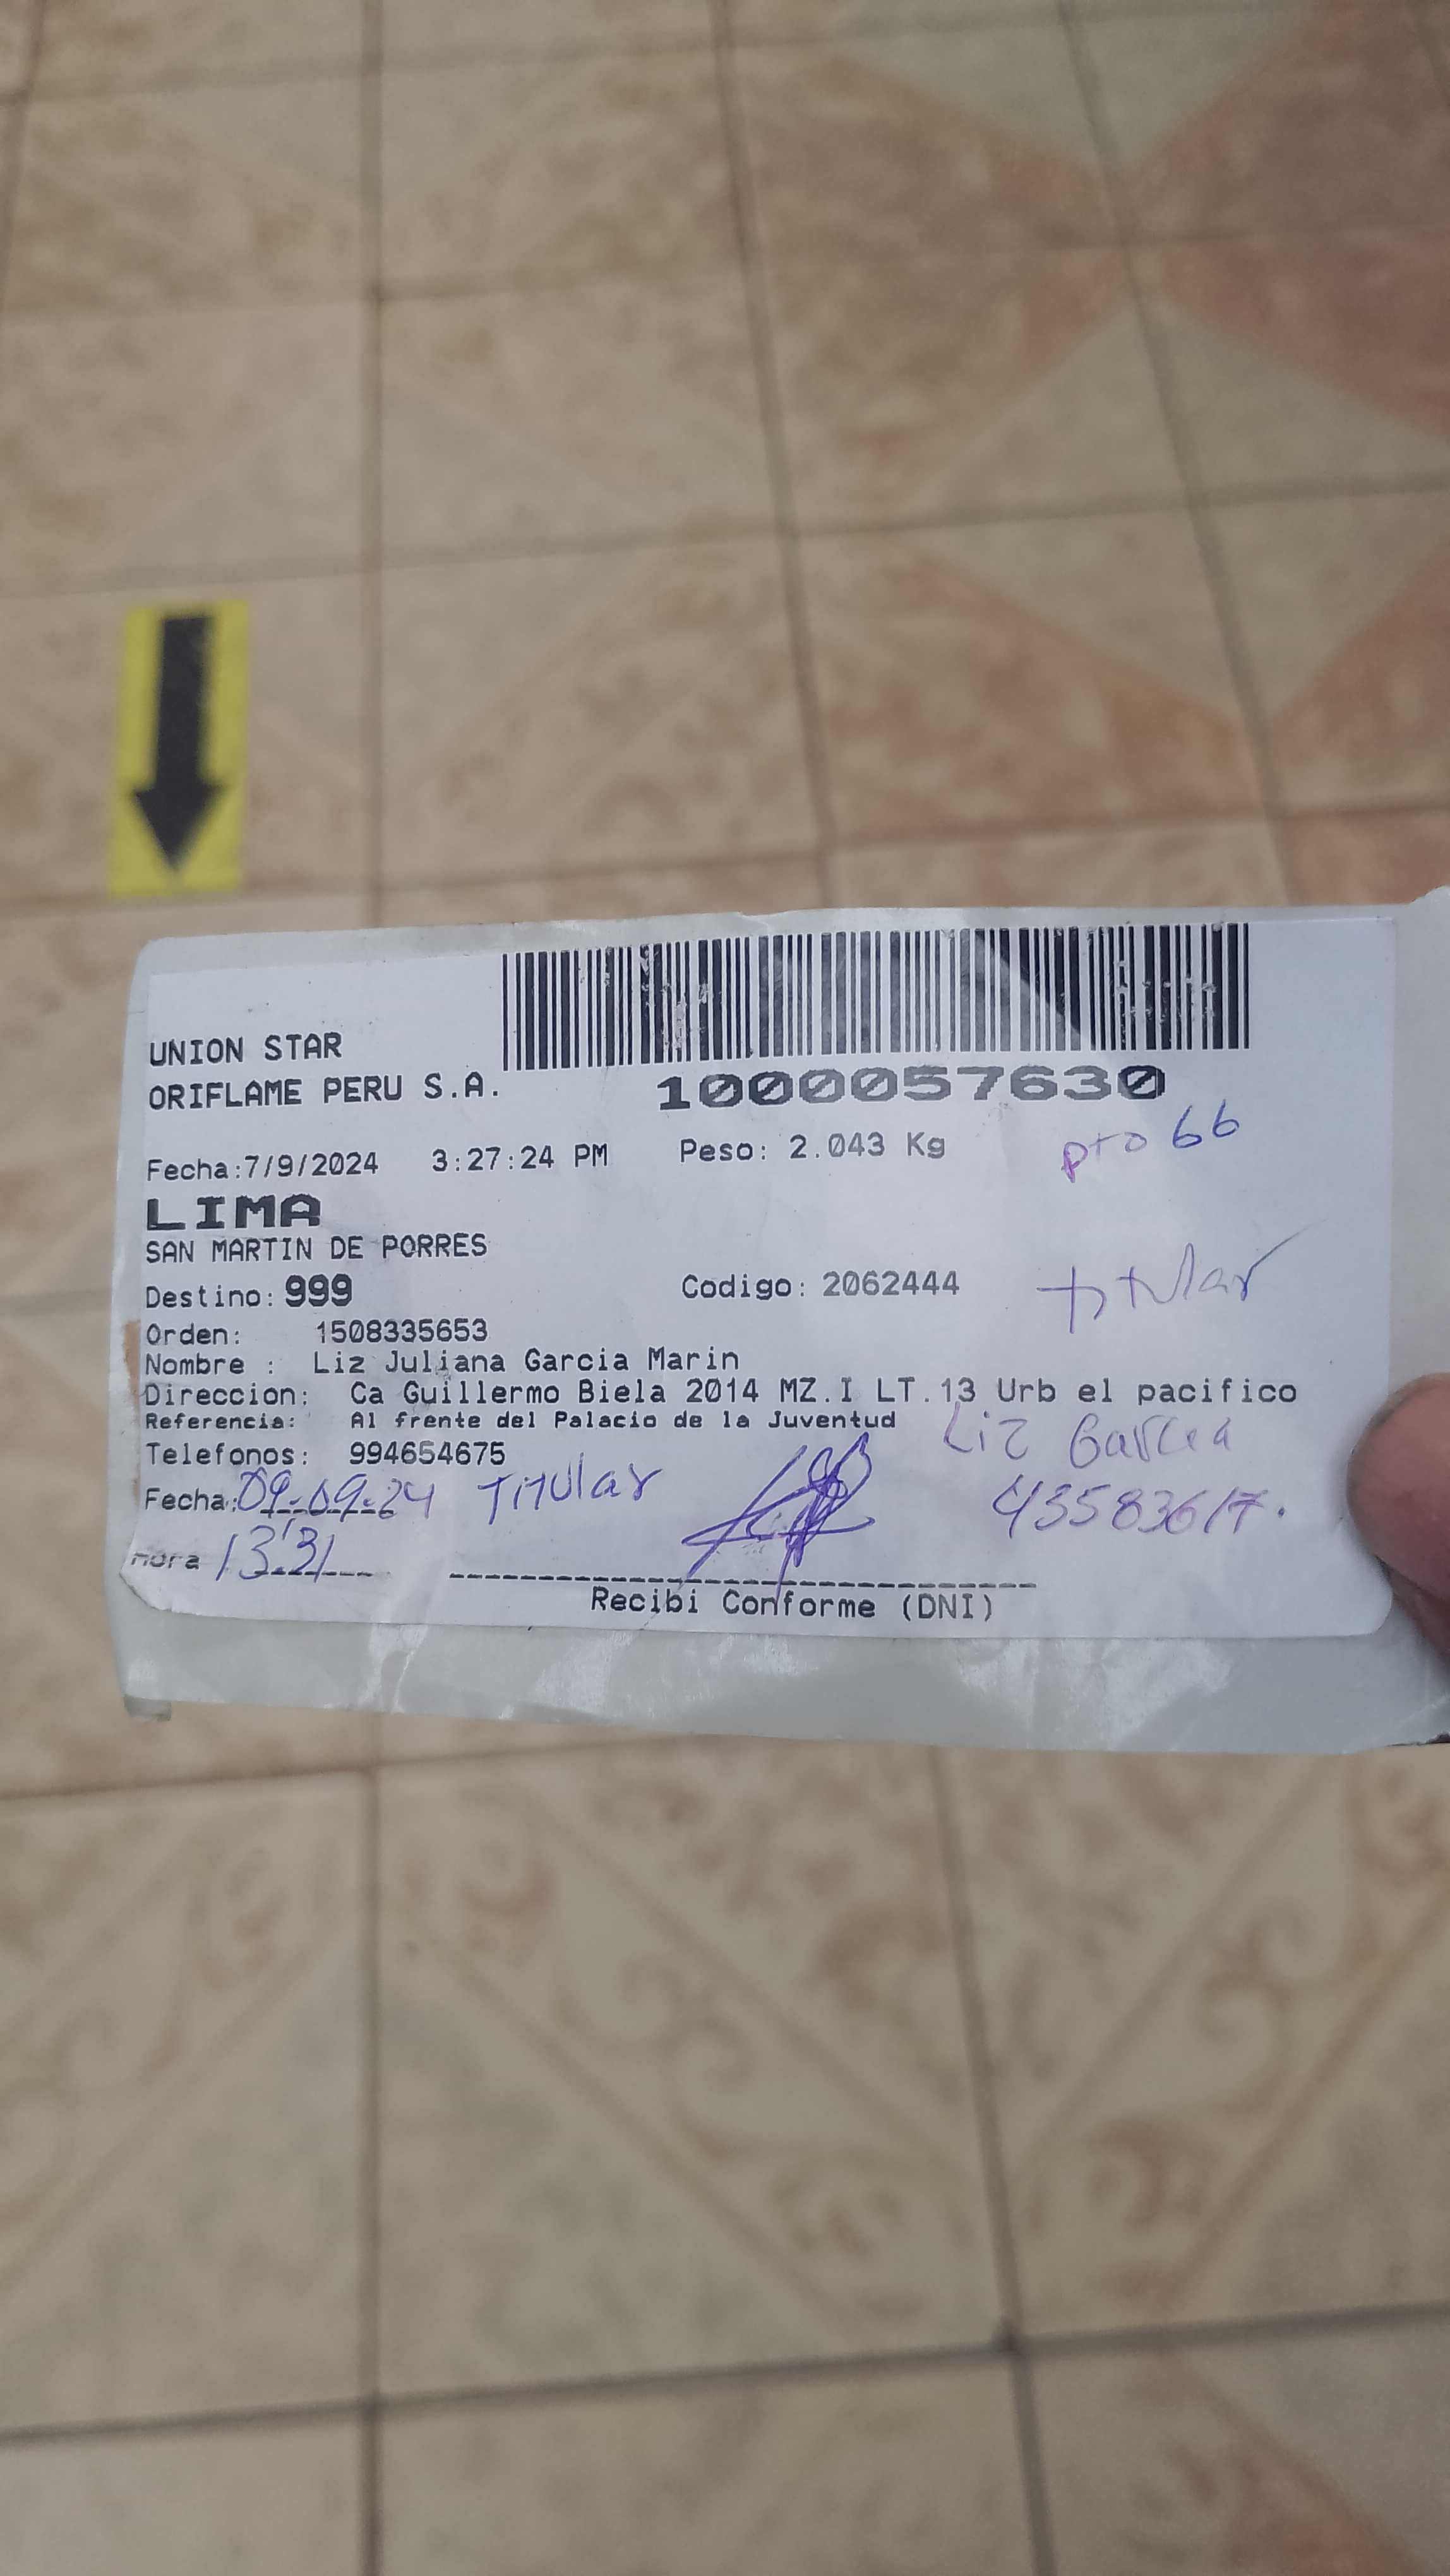 UNION STAR
ORIFLAME PERU S.A.
1000057630
Fecha:7/9/2024 3:27:24 PM Peso: 2.043 Kg pto 66
LIMA
SAN MARTIN DE PORRES
Destino: 999 Codigo: 2062444 titular
Orden: 1508335653
Nombre : Liz Juliana Garcia Marin
Direccion: Ca Guillermo Biela 2014 MZ.I LT.13 Urb el pacifico
Referencia: Al frente del Palacio de la Juventud
Liz Garcia
Telefonos: 994654675
Fecha: 09-09-24 Titular 43583617.
Hora 13:31
Recibi Conforme (DNI)